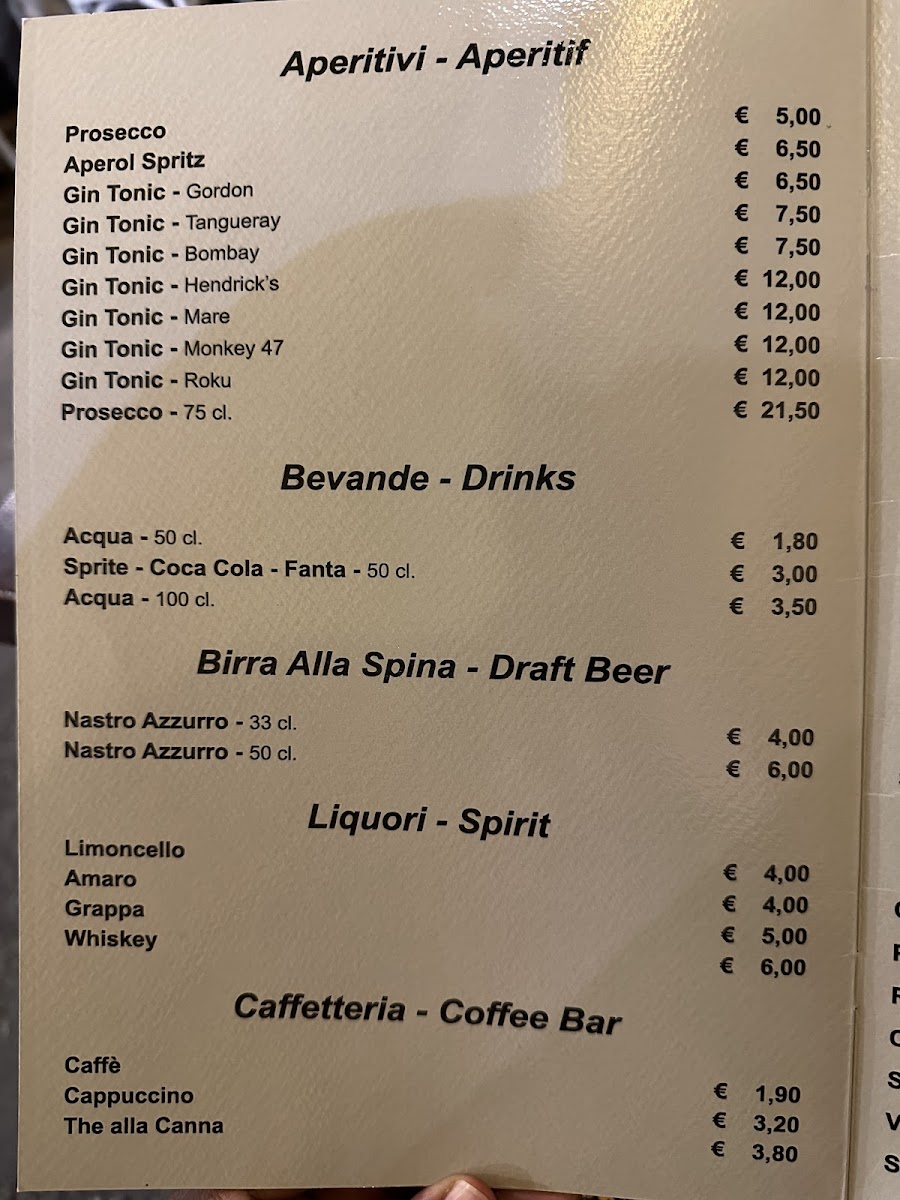 Aperitivi - Aperitif
Prosecco € 5,00
Aperol Spritz € 6,50
Gin Tonic - Gordon € 6,50
Gin Tonic - Tangueray € 7,50
Gin Tonic - Bombay € 7,50
Gin Tonic - Hendrick's € 12,00
Gin Tonic - Mare € 12,00
Gin Tonic - Monkey 47 € 12,00
Gin Tonic - Roku € 12,00
Prosecco - 75 cl. € 21,50
Bevande - Drinks
Acqua - 50 cl. € 1,80
Sprite - Coca Cola - Fanta - 50 cl. € 3,00
Acqua - 100 cl. € 3,50
Birra Alla Spina - Draft Beer
Nastro Azzurro - 33 cl. € 4,00
Nastro Azzurro - 50 cl. € 6,00
Liquori - Spirit
Limoncello € 4,00
Amaro € 4,00
Grappa € 5,00
Whiskey € 6,00
Caffetteria - Coffee Bar
Caffè € 1,90
Cappuccino € 3,20
The alla Canna € 3,80